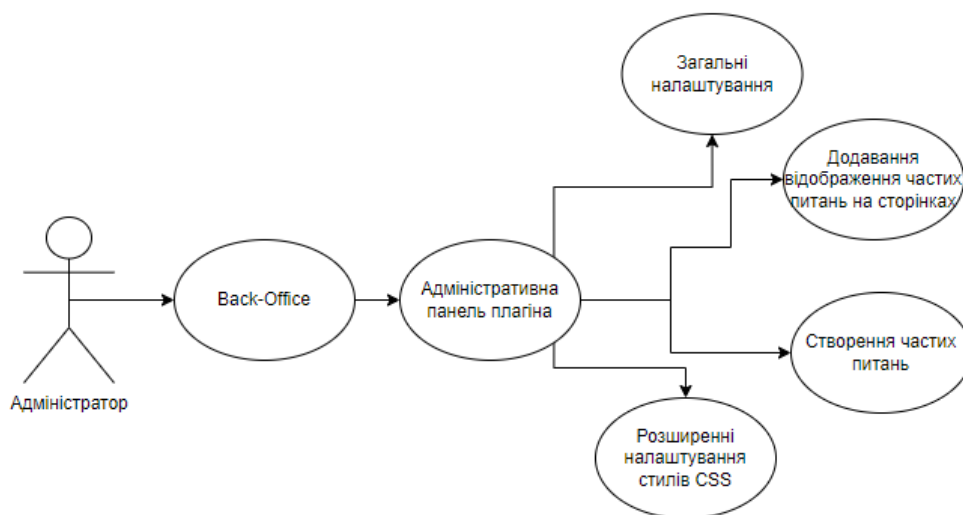 Загальні
налаштування
Додавання
відображення частих
питань на сторінках
Back-Office
Адміністративна
панель плагіна
Створення частих
питань
Адміністратор
Розширенні
налаштування
стилів CSS